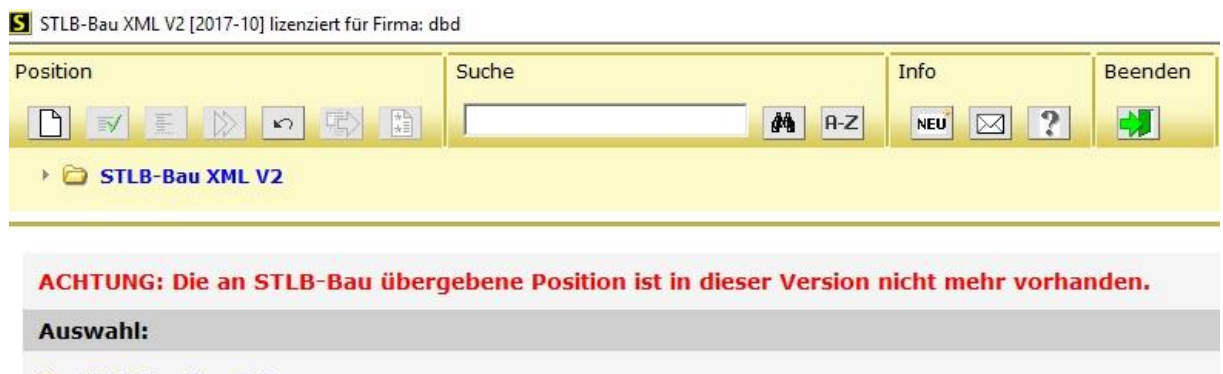 S STLB-Bau XML V2 [2017-10] lizenziert für Firma: dbd
Position Suche Info Beenden
A-Z NEU ?
STLB-Bau XML V2
ACHTUNG: Die an STLB-Bau übergebene Position ist in dieser Version nicht mehr vorhanden.
Auswahl: